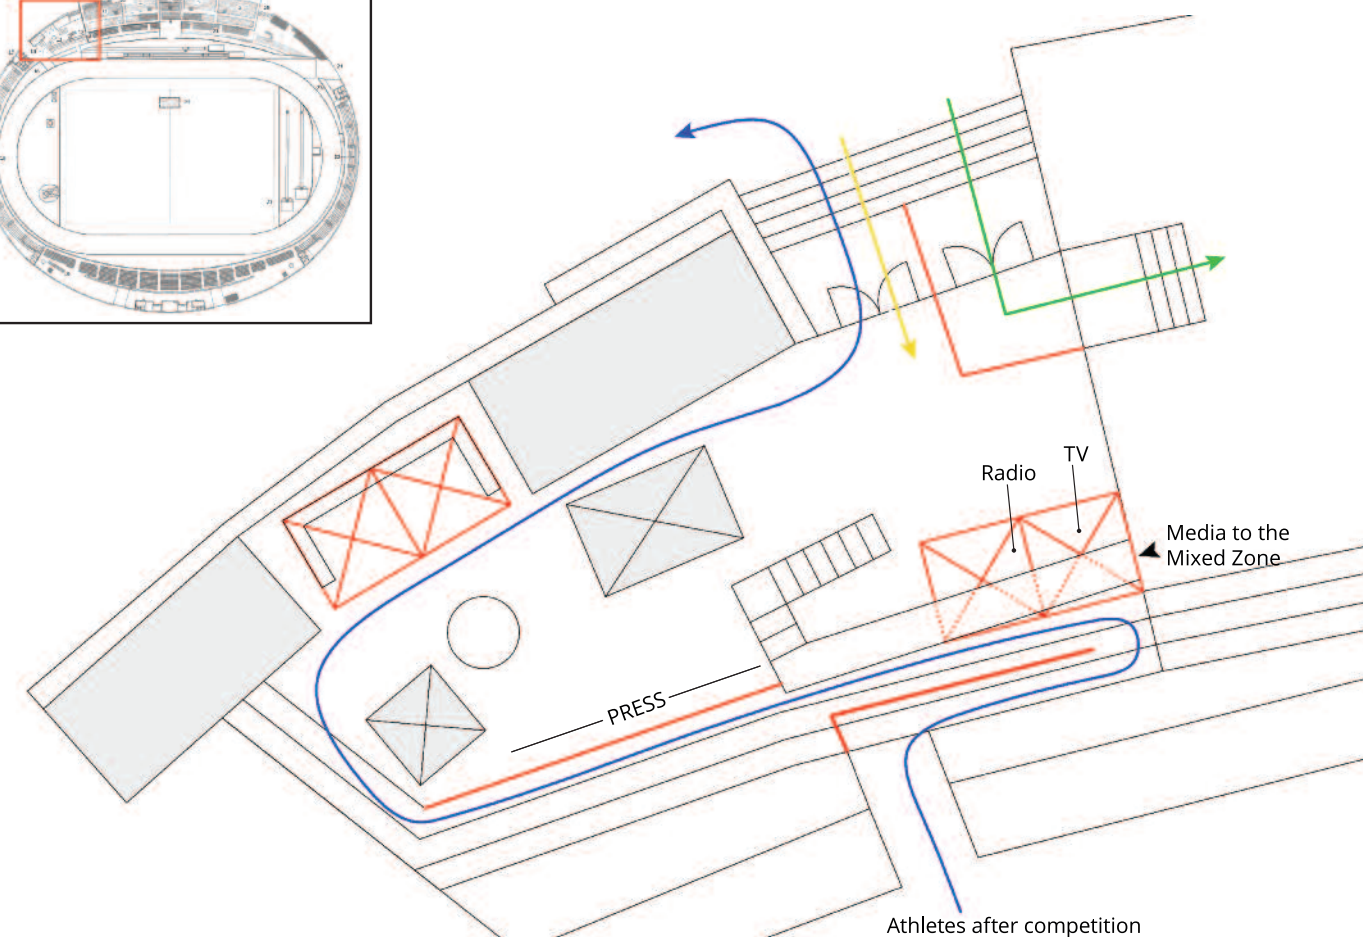 TV
Radio
Media to the
Mixed Zone
PRESS
Athletes after competition